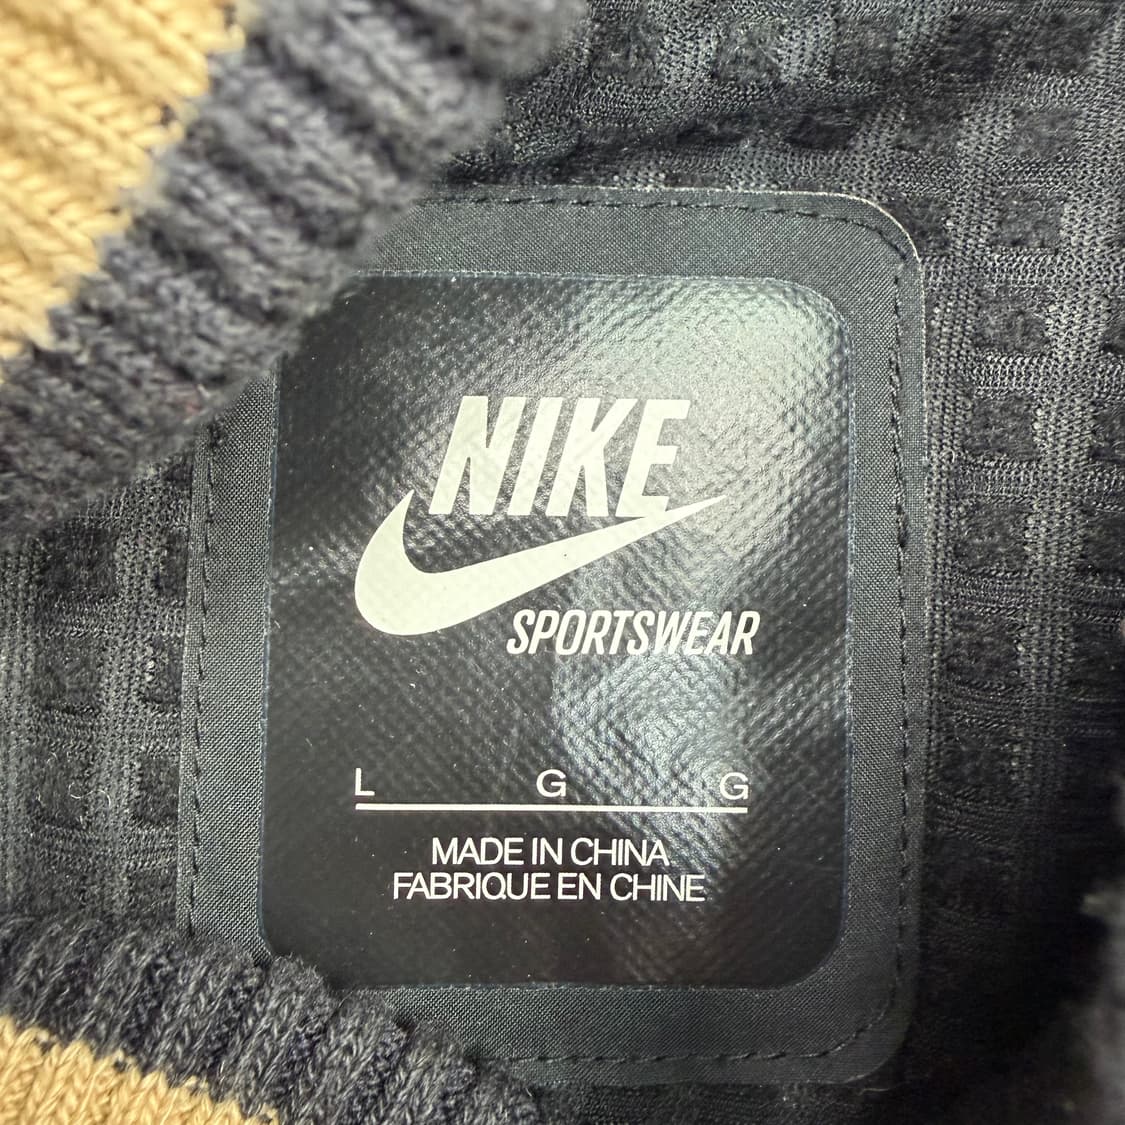 NIKE
SPORTSWEAR
L G G
MADE IN CHINA
FABRIQUE EN CHINE